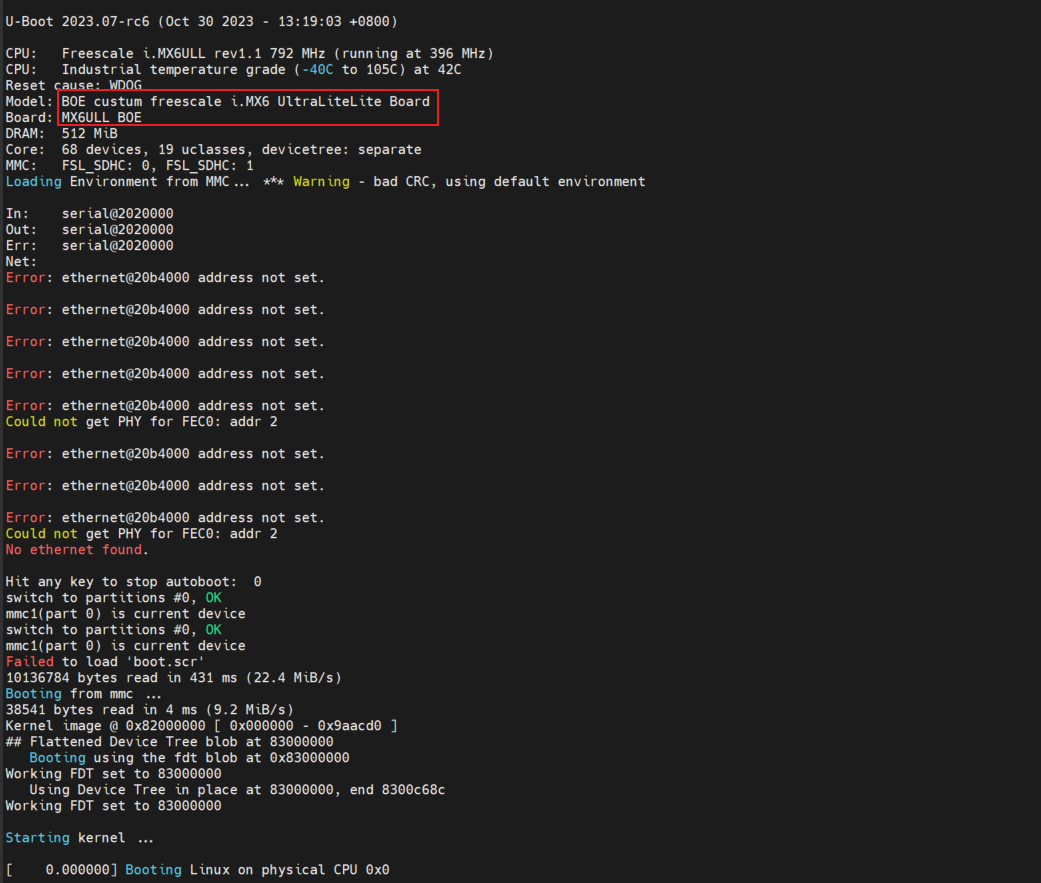 U-Boot 2023.07-rc6 (Oct 30 2023 - 13:19:03 +0800)
CPU:   Freescale i.MX6ULL rev1.1 792 MHz (running at 396 MHz)
CPU:   Industrial temperature grade (-40C to 105C) at 42C
Reset cause: WDOG
Model: BOE custum freescale i.MX6 UltraLiteLite Board
Board: MX6ULL BOE
DRAM:  512 MiB
Core:  68 devices, 19 uclasses, devicetree: separate
MMC:   FSL_SDHC: 0, FSL_SDHC: 1
Loading Environment from MMC... *** Warning - bad CRC, using default environment
In:    serial@2020000
Out:   serial@2020000
Err:   serial@2020000
Net:
Error: ethernet@20b4000 address not set.
Error: ethernet@20b4000 address not set.
Error: ethernet@20b4000 address not set.
Error: ethernet@20b4000 address not set.
Error: ethernet@20b4000 address not set.
Could not get PHY for FEC0: addr 2
Error: ethernet@20b4000 address not set.
Error: ethernet@20b4000 address not set.
Error: ethernet@20b4000 address not set.
Could not get PHY for FEC0: addr 2
No ethernet found.
Hit any key to stop autoboot:  0
switch to partitions #0, OK
mmc1(part 0) is current device
switch to partitions #0, OK
mmc1(part 0) is current device
Failed to load 'boot.scr'
10136784 bytes read in 431 ms (22.4 MiB/s)
Booting from mmc ...
38541 bytes read in 4 ms (9.2 MiB/s)
Kernel image @ 0x82000000 [ 0x000000 - 0x9aacd0 ]
## Flattened Device Tree blob at 83000000
   Booting using the fdt blob at 0x83000000
Working FDT set to 83000000
   Using Device Tree in place at 83000000, end 8300c68c
Working FDT set to 83000000
Starting kernel ...
[    0.000000] Booting Linux on physical CPU 0x0